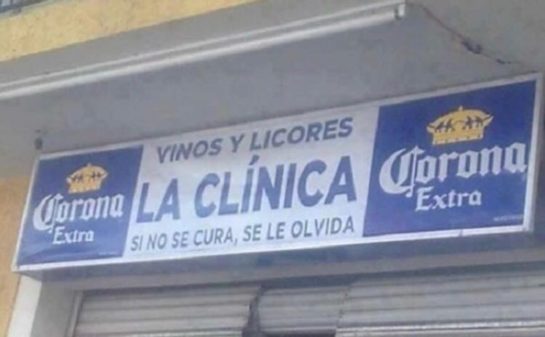 VINOS Y LICORES
LA CLÍNICA
SI NO SE CURA, SE LE OLVIDA
Corona
Extra
Corona
Extra